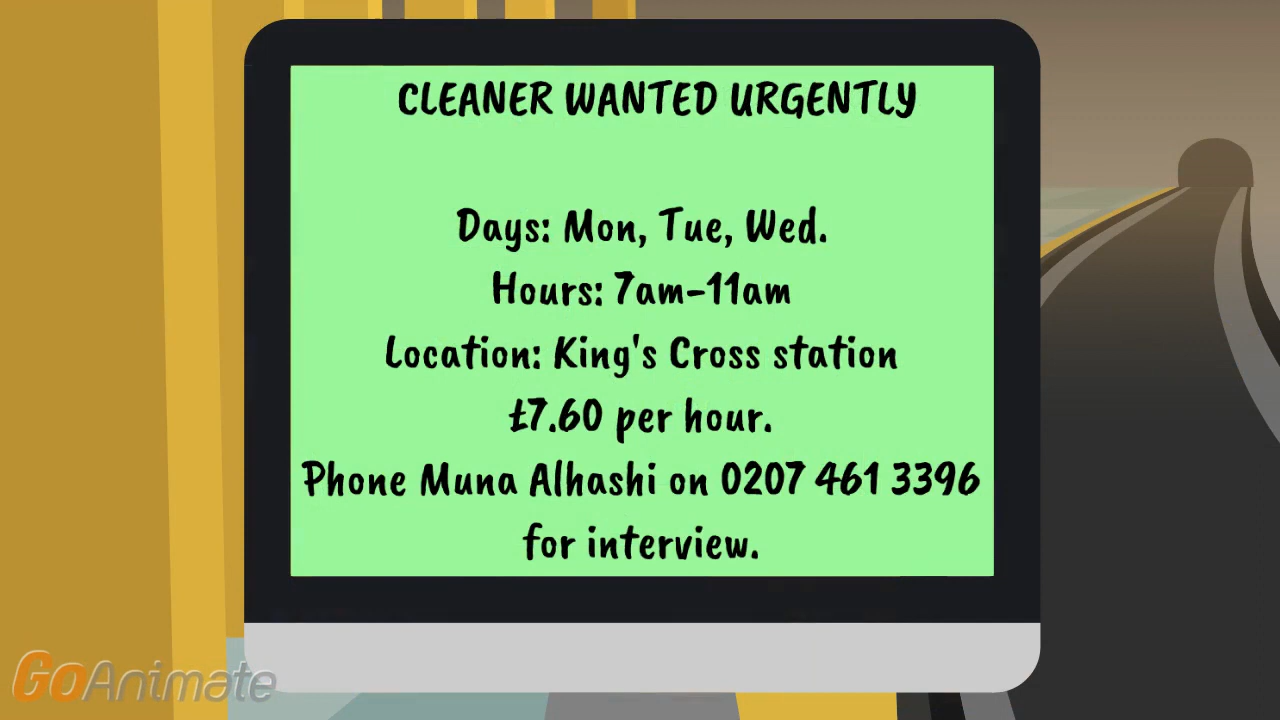 CLEANER WANTED URGENTLY
Days: Mon, Tue, Wed.
Hours: 7am-11am
Location: King's Cross station
£7.60 per hour.
Phone Muna Alhashi on 0207 461 3396
for interview.
GoAnimate